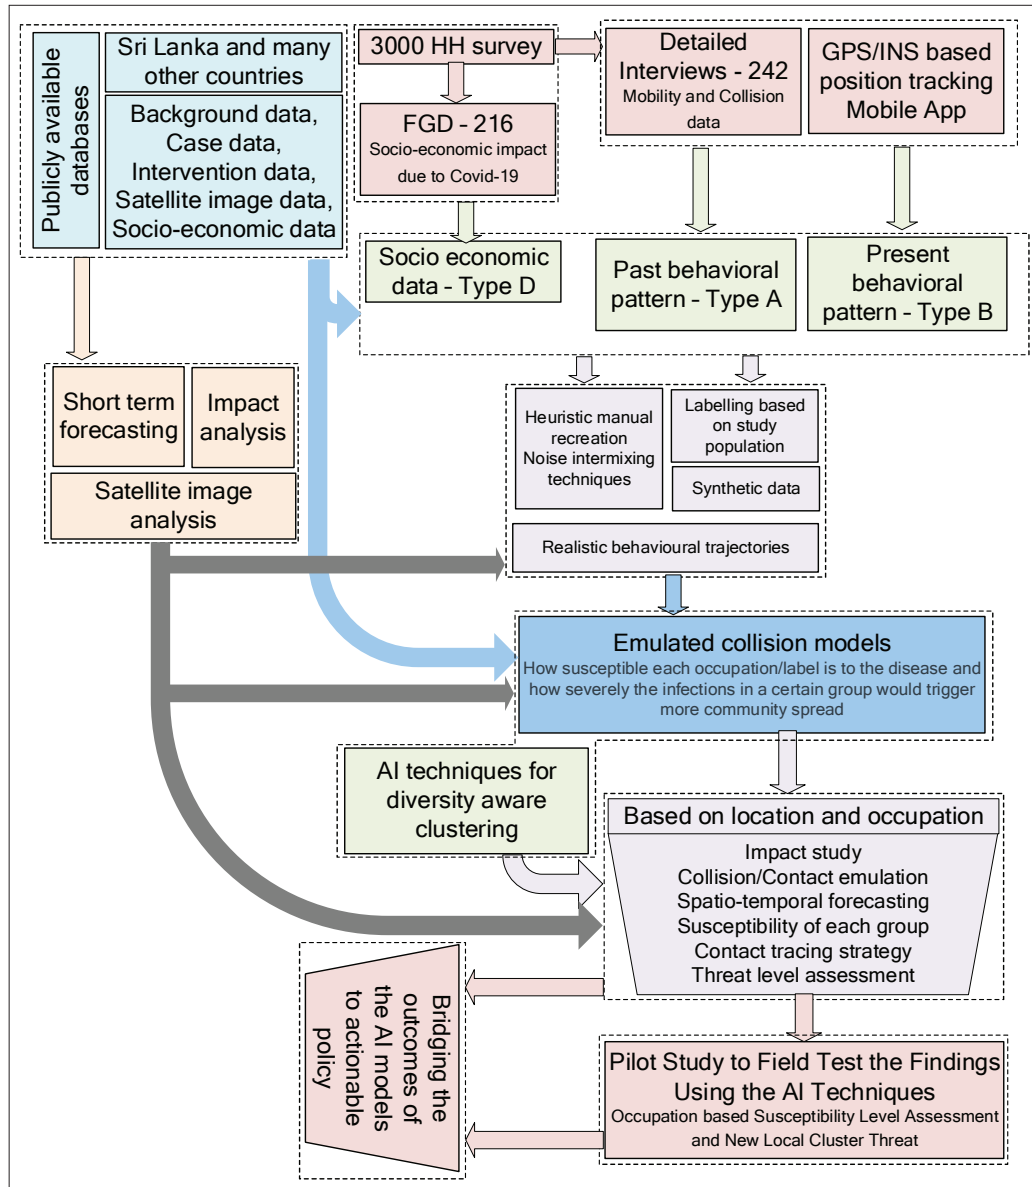 Publicly available
databases
Sri Lanka and many
other countries
Background data,
Case data,
Intervention data,
Satellite image data,
Socio-economic data
3000 HH survey
FGD - 216
Socio-economic impact
due to Covid-19
Detailed
Interviews - 242
Mobility and Collision
data
GPS/INS based
position tracking
Mobile App
Socio economic
data - Type D
Past behavioral
pattern - Type A
Present
behavioral
pattern - Type B
Short term
forecasting
Impact
analysis
Satellite image
analysis
Heuristic manual
recreation
Noise intermixing
techniques
Labelling based
on study
population
Synthetic data
Realistic behavioural trajectories
Emulated collision models
How susceptible each occupation/label is to the disease and
how severely the infections in a certain group would trigger
more community spread
AI techniques for
diversity aware
clustering
Based on location and occupation
Impact study
Collision/Contact emulation
Spatio-temporal forecasting
Susceptibility of each group
Contact tracing strategy
Threat level assessment
Bridging the
outcomes of
the AI models
to actionable
policy
Pilot Study to Field Test the Findings
Using the AI Techniques
Occupation based Susceptibility Level Assessment
and New Local Cluster Threat